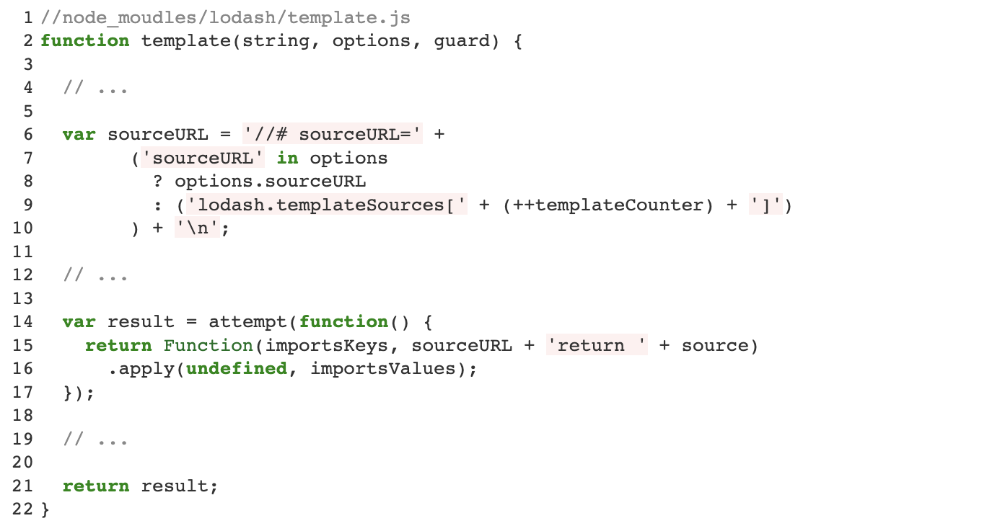 1 //node_moudles/lodash/template.js
2 function template(string, options, guard) {
3
4   // ...
5
6   var sourceURL = '//# sourceURL=' +
7         ('sourceURL' in options
8           ? options.sourceURL
9           : ('lodash.templateSources[' + (++templateCounter) + ']')
10         ) + '\n';
11
12   // ...
13
14   var result = attempt(function() {
15     return Function(importsKeys, sourceURL + 'return ' + source)
16       .apply(undefined, importsValues);
17   });
18
19   // ...
20
21   return result;
22 }